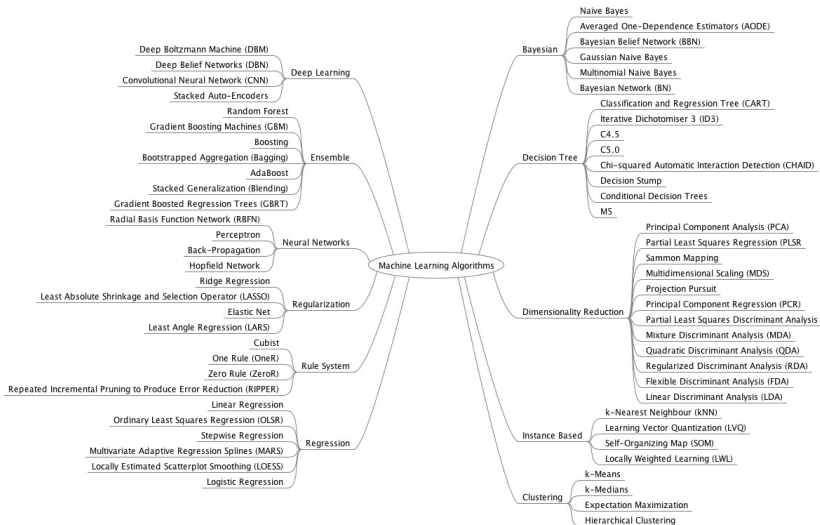 Machine Learning Algorithms
Deep Learning
Deep Boltzmann Machine (DBM)
Deep Belief Networks (DBN)
Convolutional Neural Network (CNN)
Stacked Auto-Encoders
Ensemble
Random Forest
Gradient Boosting Machines (GBM)
Boosting
Bootstrapped Aggregation (Bagging)
AdaBoost
Stacked Generalization (Blending)
Gradient Boosted Regression Trees (GBRT)
Neural Networks
Radial Basis Function Network (RBFN)
Perceptron
Back-Propagation
Hopfield Network
Regularization
Ridge Regression
Least Absolute Shrinkage and Selection Operator (LASSO)
Elastic Net
Least Angle Regression (LARS)
Rule System
Cubist
One Rule (OneR)
Zero Rule (ZeroR)
Repeated Incremental Pruning to Produce Error Reduction (RIPPER)
Regression
Linear Regression
Ordinary Least Squares Regression (OLSR)
Stepwise Regression
Multivariate Adaptive Regression Splines (MARS)
Locally Estimated Scatterplot Smoothing (LOESS)
Logistic Regression
Bayesian
Naive Bayes
Averaged One-Dependence Estimators (AODE)
Bayesian Belief Network (BBN)
Gaussian Naive Bayes
Multinomial Naive Bayes
Bayesian Network (BN)
Decision Tree
Classification and Regression Tree (CART)
Iterative Dichotomiser 3 (ID3)
C4.5
C5.0
Chi-squared Automatic Interaction Detection (CHAID)
Decision Stump
Conditional Decision Trees
M5
Dimensionality Reduction
Principal Component Analysis (PCA)
Partial Least Squares Regression (PLSR
Sammon Mapping
Multidimensional Scaling (MDS)
Projection Pursuit
Principal Component Regression (PCR)
Partial Least Squares Discriminant Analysis
Mixture Discriminant Analysis (MDA)
Quadratic Discriminant Analysis (QDA)
Regularized Discriminant Analysis (RDA)
Flexible Discriminant Analysis (FDA)
Linear Discriminant Analysis (LDA)
Instance Based
k-Nearest Neighbour (kNN)
Learning Vector Quantization (LVQ)
Self-Organizing Map (SOM)
Locally Weighted Learning (LWL)
Clustering
k-Means
k-Medians
Expectation Maximization
Hierarchical Clustering